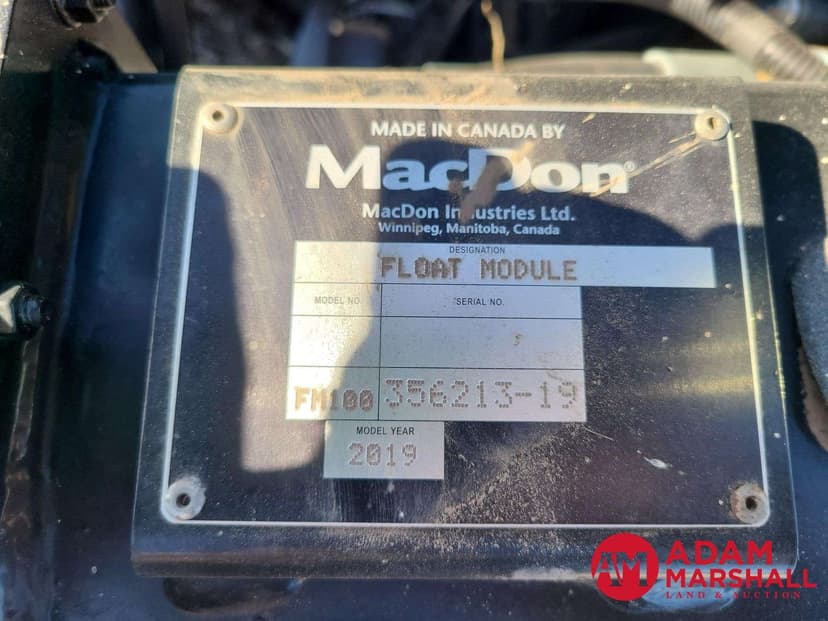 MADE IN CANADA BY
MacDon®
MacDon Industries Ltd.
Winnipeg, Manitoba, Canada
DESIGNATION
FLOAT MODULE
MODEL NO. SERIAL NO.
FM100 356213-19
MODEL YEAR
2019
AM ADAM
MARSHALL
LAND & AUCTION